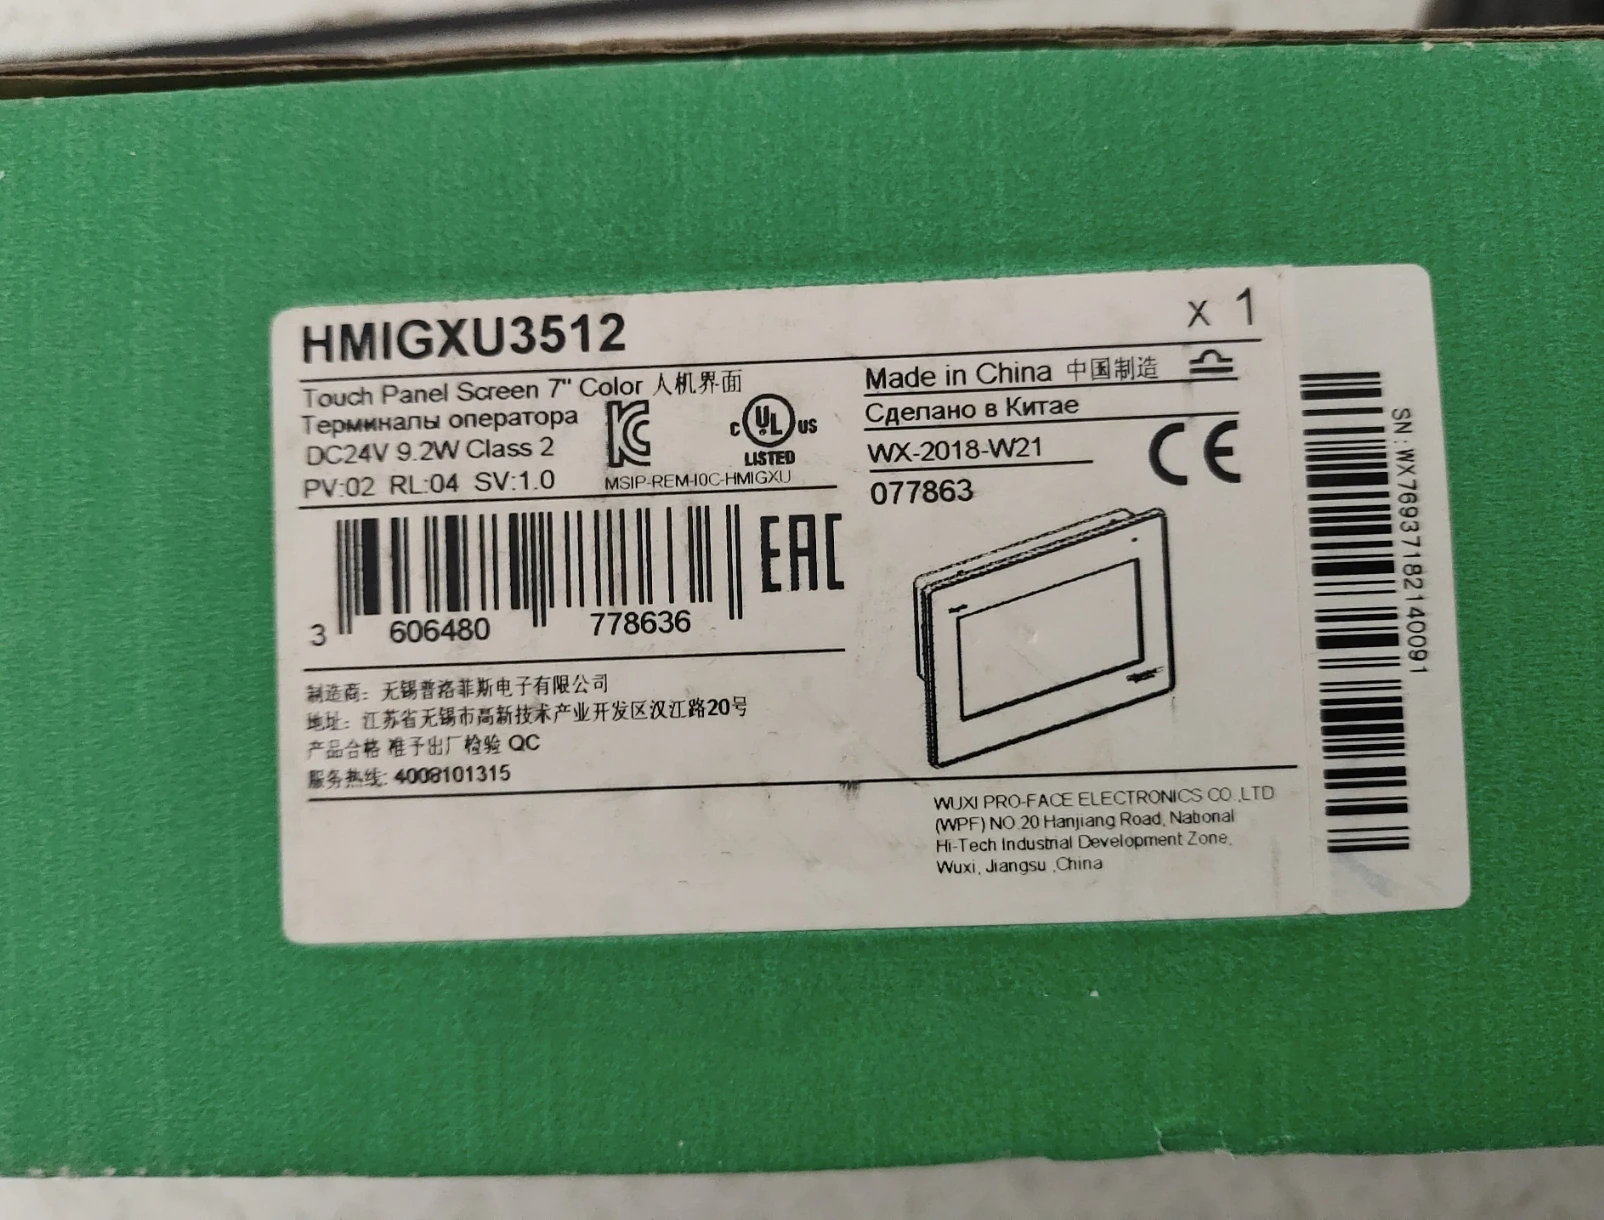 HMIGXU3512
x 1
Touch Panel Screen 7" Color 人机界面
Терминалы оператора
DC24V 9.2W Class 2
PV:02 RL:04 SV:1.0
C UL US
LISTED
MSIP-REM-I0C-HMIGXU
Made in China 中国制造
Сделано в Китае
WX-2018-W21
077863
CE
EAC
3 606480 778636
制造商: 无锡普洛菲斯电子有限公司
地址: 江苏省无锡市高新技术产业开发区汉江路20号
产品合格 准予出厂检验 QC
服务热线: 4008101315
WUXI PRO-FACE ELECTRONICS CO.,LTD
(WPF) NO.20 Hanjiang Road, National
Hi-Tech Industrial Development Zone,
Wuxi, Jiangsu ,China
SN:WX76937182140091